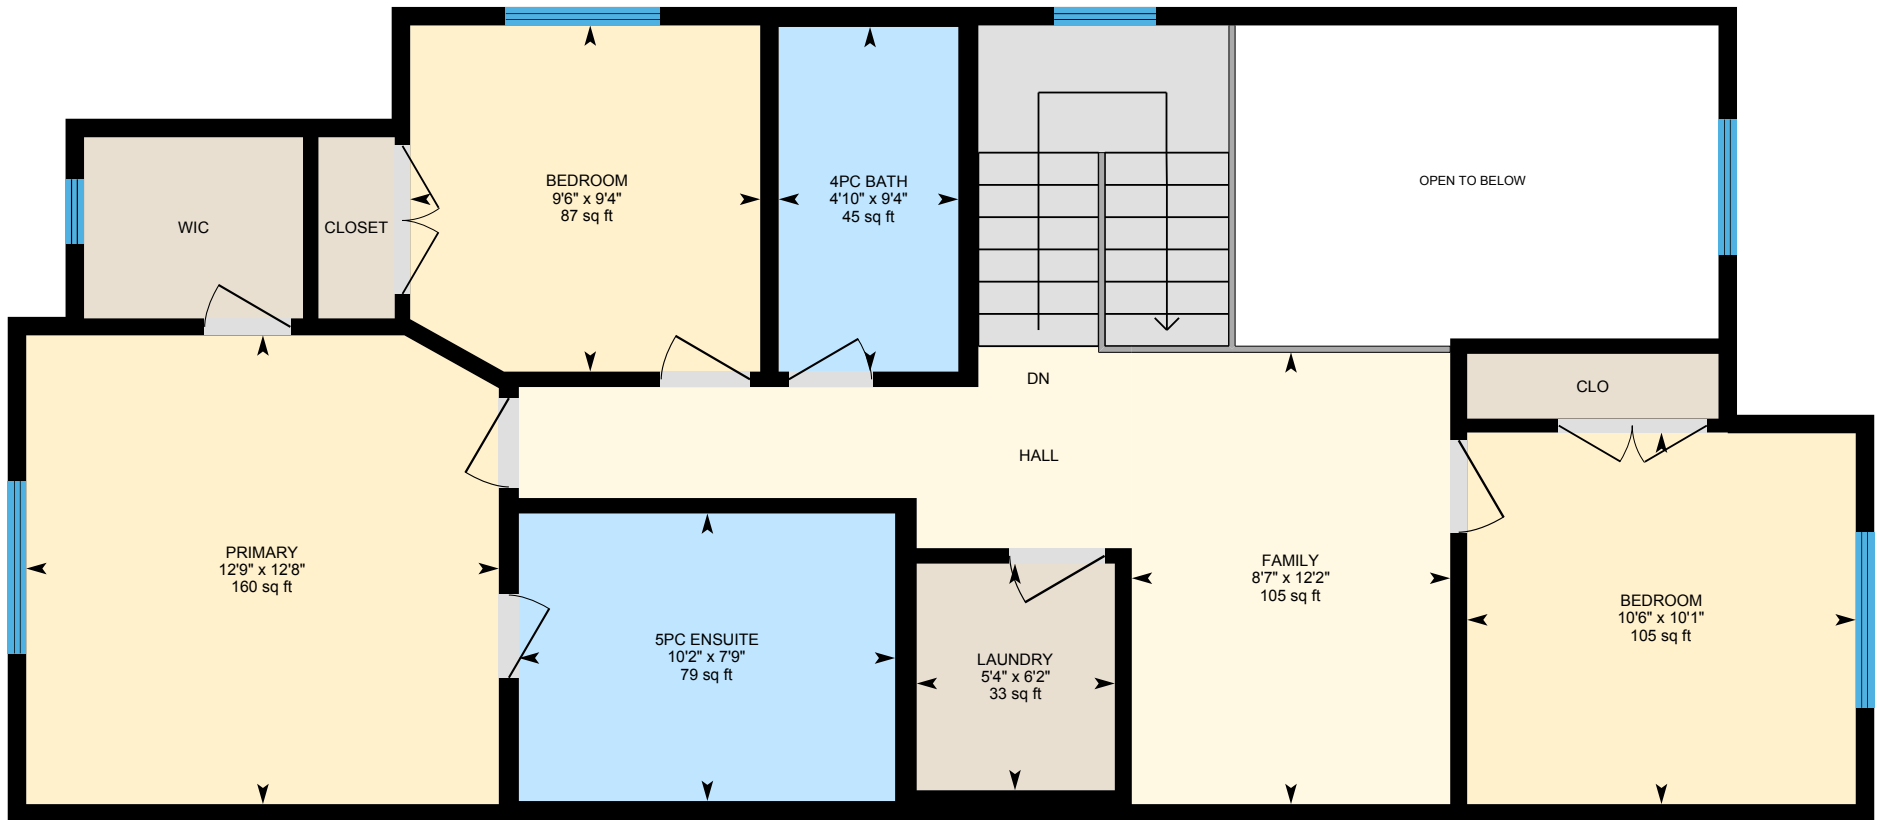 BEDROOM
9'6" x 9'4"
87 sq ft
4PC BATH
4'10" x 9'4"
45 sq ft
OPEN TO BELOW
WIC
CLOSET
DN
CLO
HALL
PRIMARY
12'9" x 12'8"
160 sq ft
FAMILY
8'7" x 12'2"
105 sq ft
BEDROOM
10'6" x 10'1"
105 sq ft
5PC ENSUITE
10'2" x 7'9"
79 sq ft
LAUNDRY
5'4" x 6'2"
33 sq ft